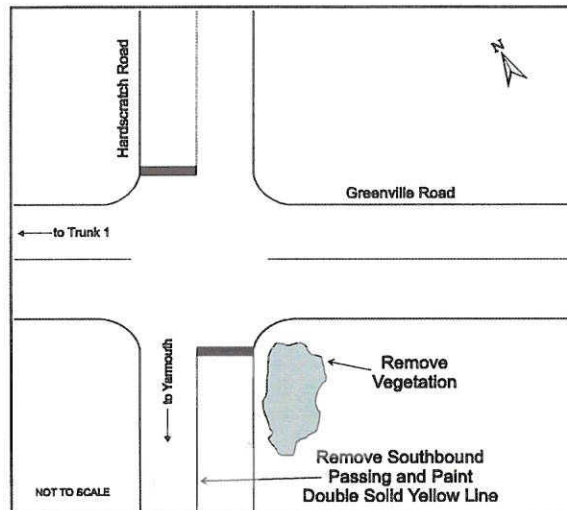 Hardscratch Road
N
Greenville Road
to Trunk 1
to Yarmouth
Remove
Vegetation
Remove Southbound
Passing and Paint
Double Solid Yellow Line
NOT TO SCALE